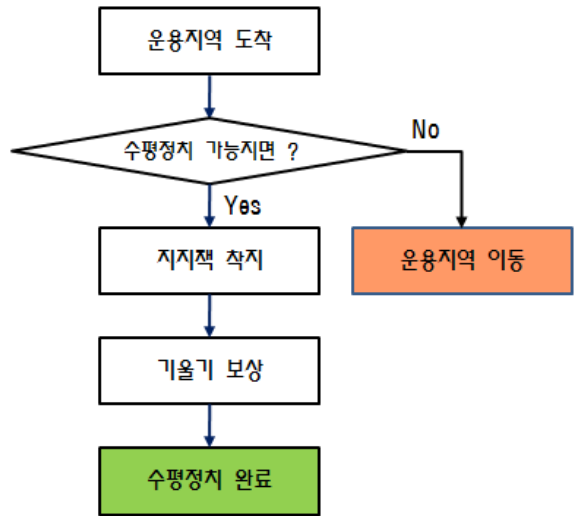 운용지역 도착
수평정치 가능지면 ?
No
Yes
지지잭 착지
운용지역 이동
기울기 보상
수평정치 완료